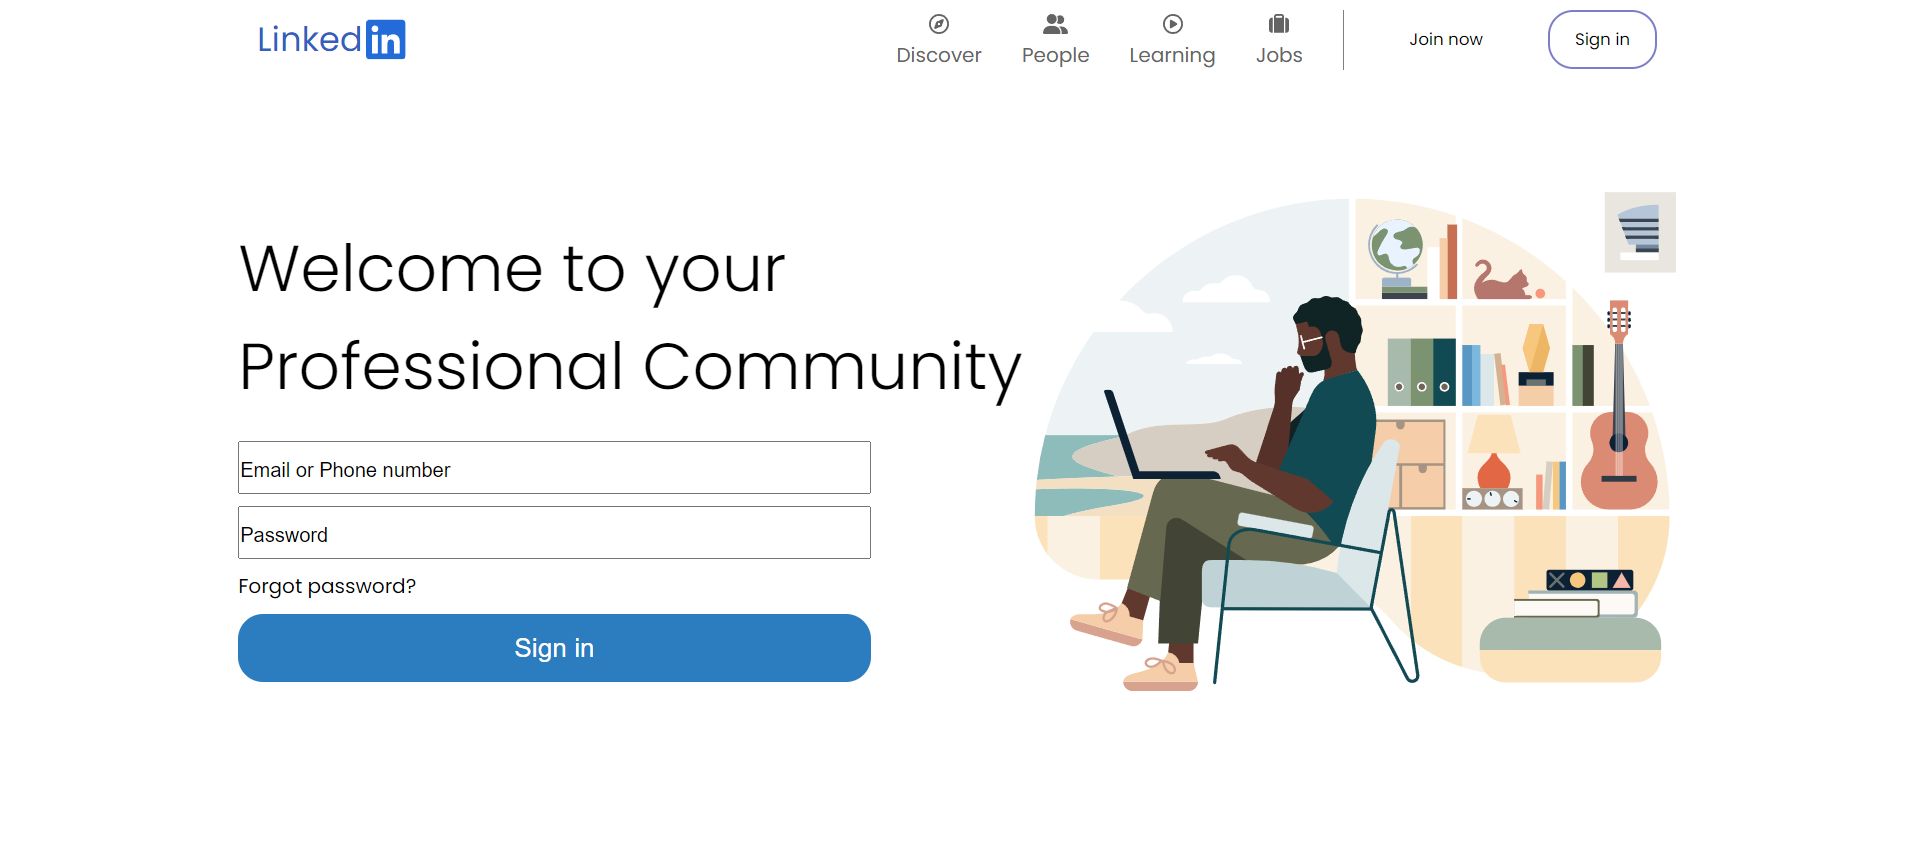 Linkedin
Discover
People
Learning
Jobs
Join now
Sign in
Welcome to your
Professional Community
Email or Phone number
Password
Forgot password?
Sign in